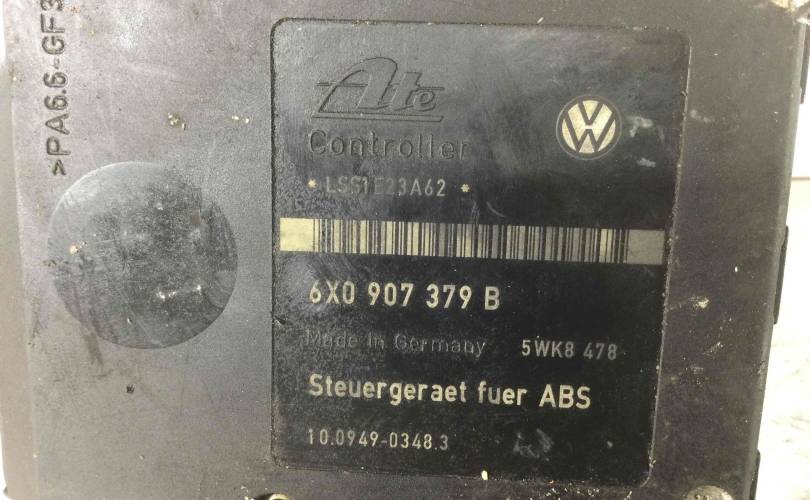 >PA6.6-GF3
Ate
Controller
* LSS1E23A62 *
6X0 907 379 B
Made in Germany 5WK8 478
Steuergeraet fuer ABS
10.0949-0348.3